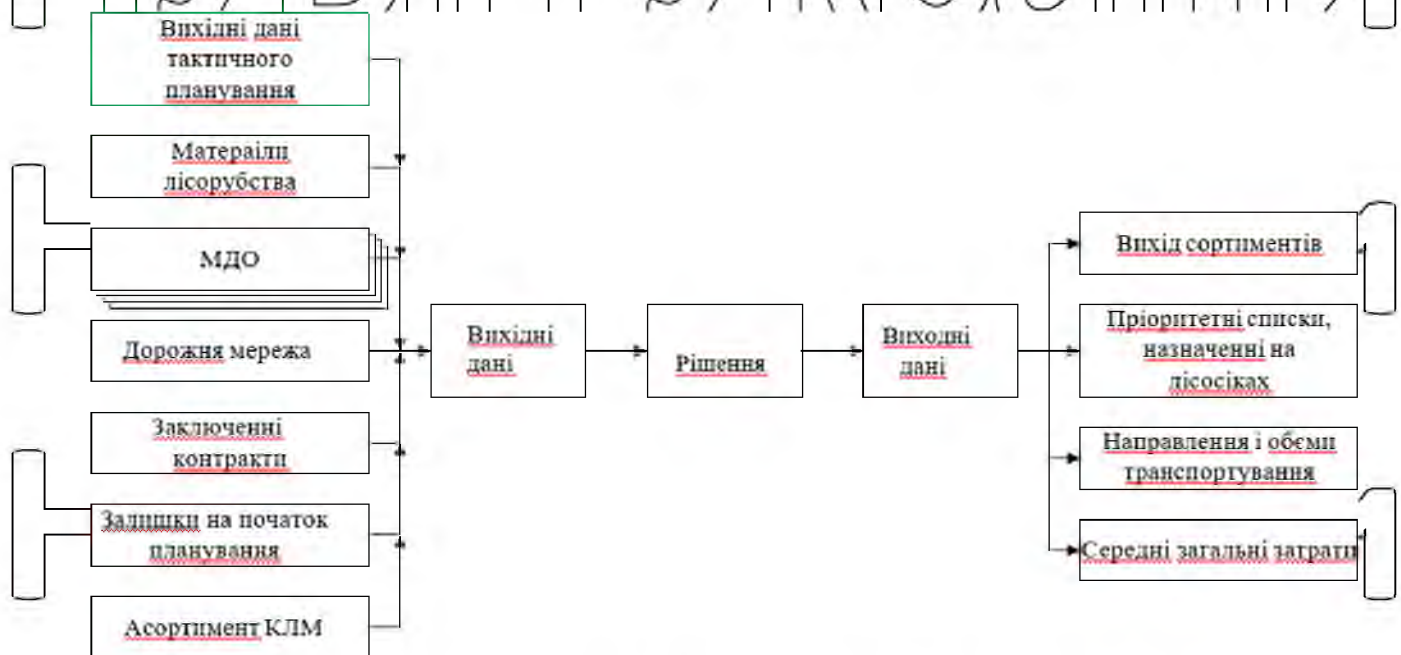 Вихідні дані
тактичного
планування
Матераіли
лісорубства
МДО
Дорожня мережа
Заключенні
контракти
Залишки на початок
планування
Асортимент КЛМ
Вихідні
дані
Рішення
Виходні
дані
Вихід сортиментів
Пріоритетні списки,
назначенні на
лісосіках
Направлення і обєми
транспортування
Середні загальні затрати